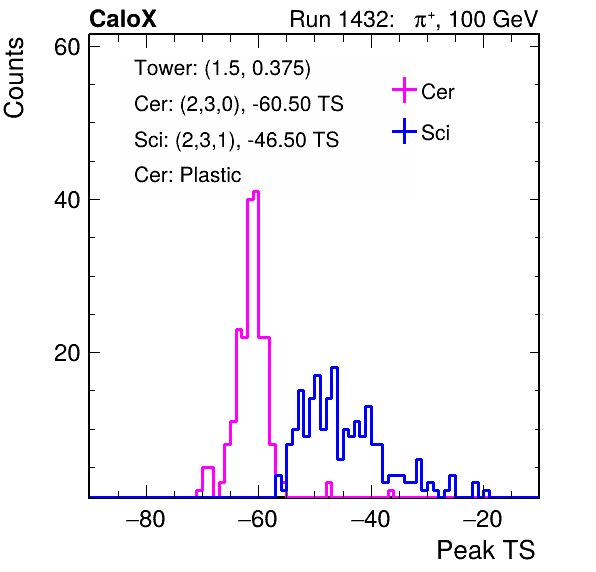 CaloX Run 1432: π⁺, 100 GeV
Counts
60
40
20
Tower: (1.5, 0.375)
Cer: (2,3,0), -60.50 TS
Sci: (2,3,1), -46.50 TS
Cer: Plastic
Cer
Sci
−80 −60 −40 −20
Peak TS